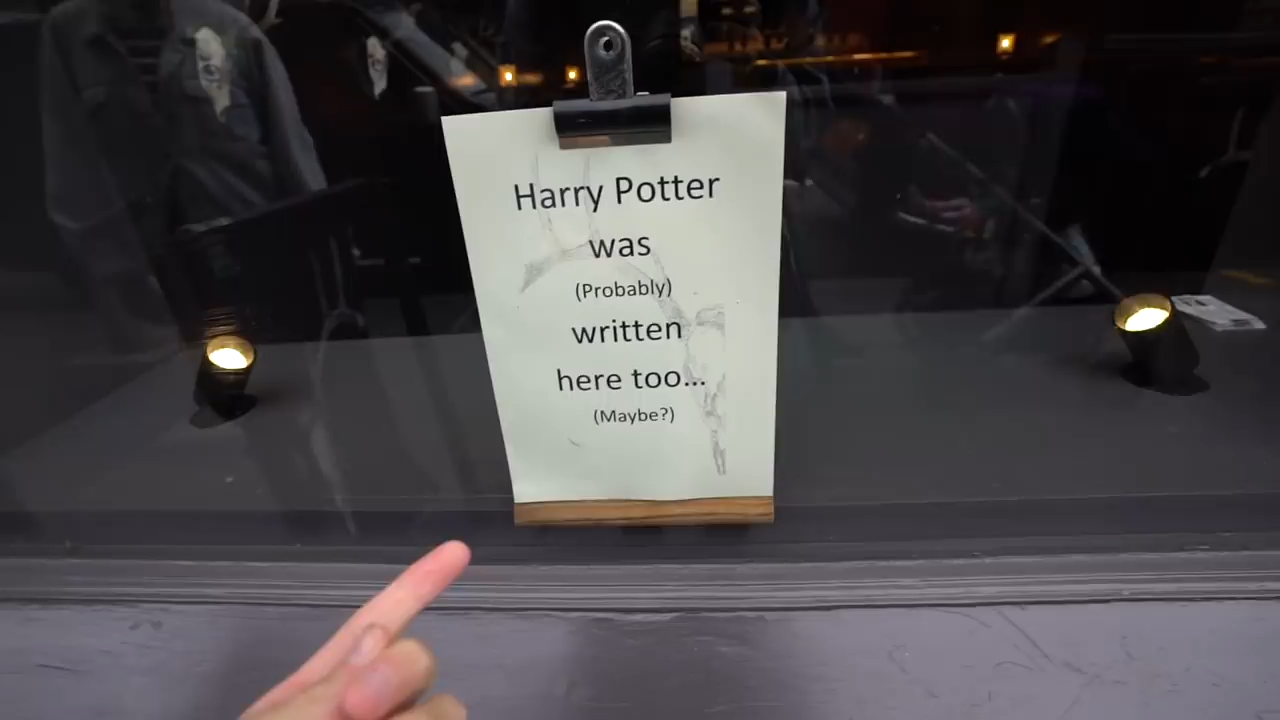 Harry Potter
was
(Probably)
written
here too...
(Maybe?)